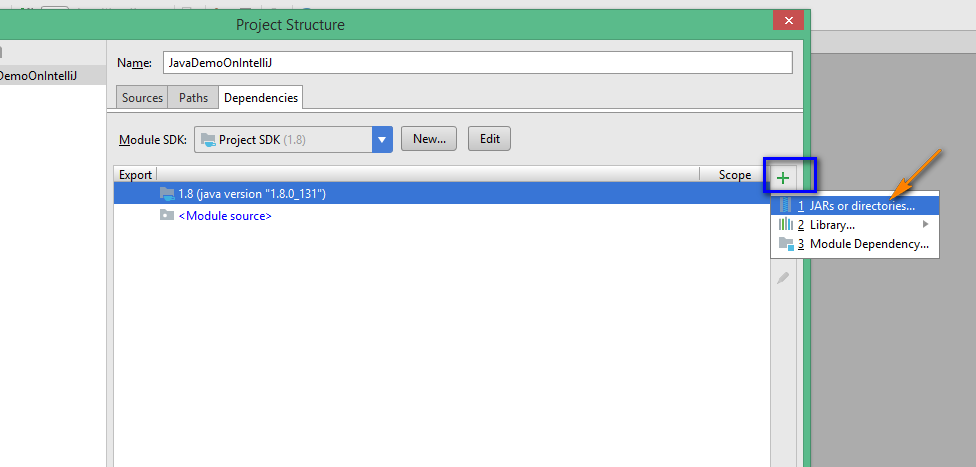 Project Structure
DemoOnIntelliJ
Name: JavaDemoOnIntelliJ
Sources Paths Dependencies
Module SDK: Project SDK (1.8) New... Edit
Export Scope
1.8 (java version "1.8.0_131")
<Module source>
1 JARs or directories...
2 Library...
3 Module Dependency...